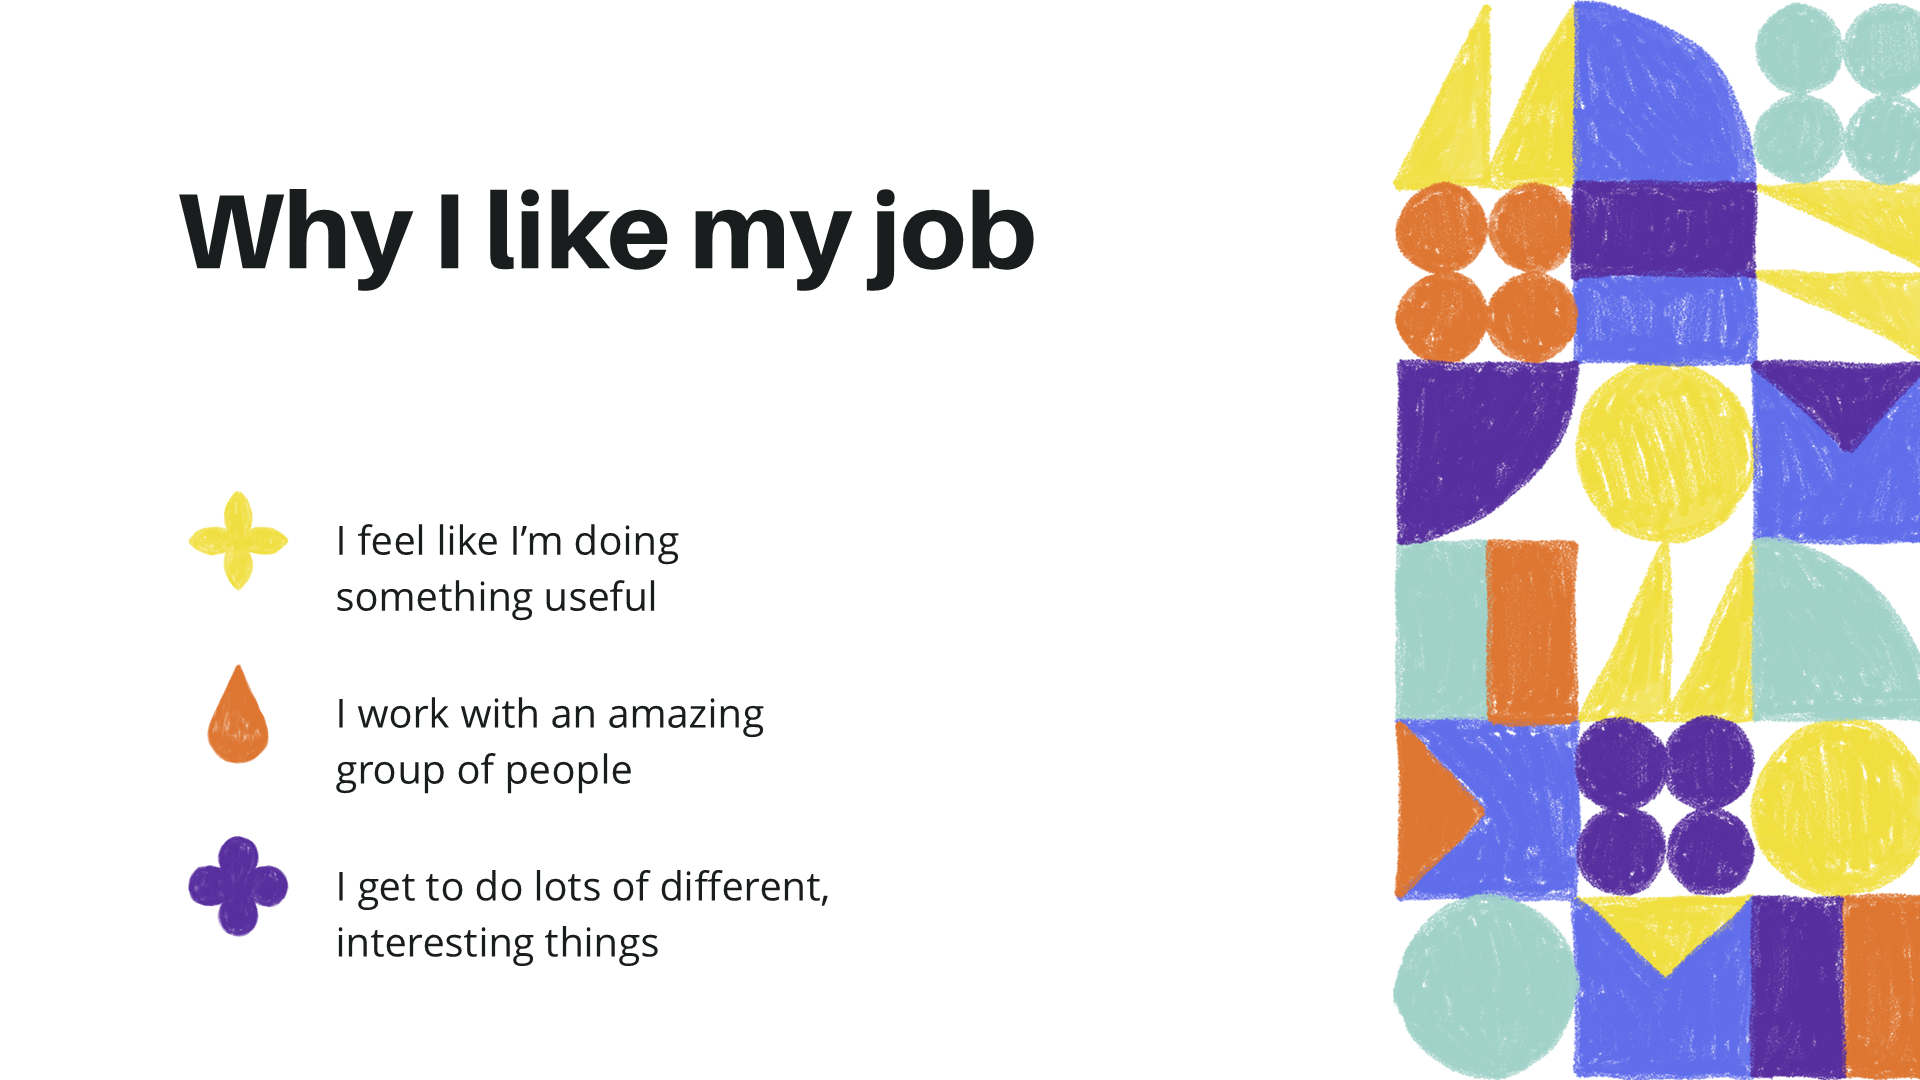 Why I like my job
I feel like I’m doing
something useful
I work with an amazing
group of people
I get to do lots of different,
interesting things